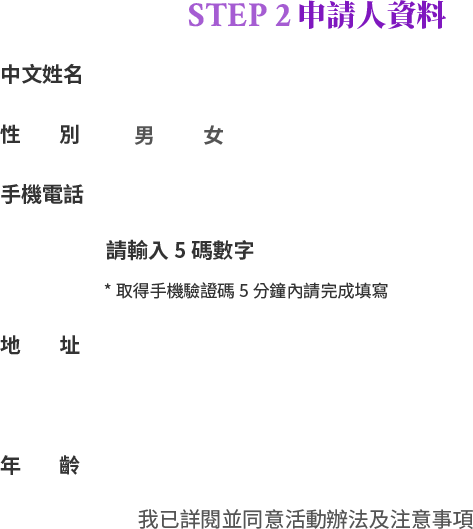 STEP 2 申請人資料
中文姓名
性 別 男 女
手機電話
請輸入 5 碼數字
* 取得手機驗證碼 5 分鐘內請完成填寫
地 址
年 齡
我已詳閱並同意活動辦法及注意事項